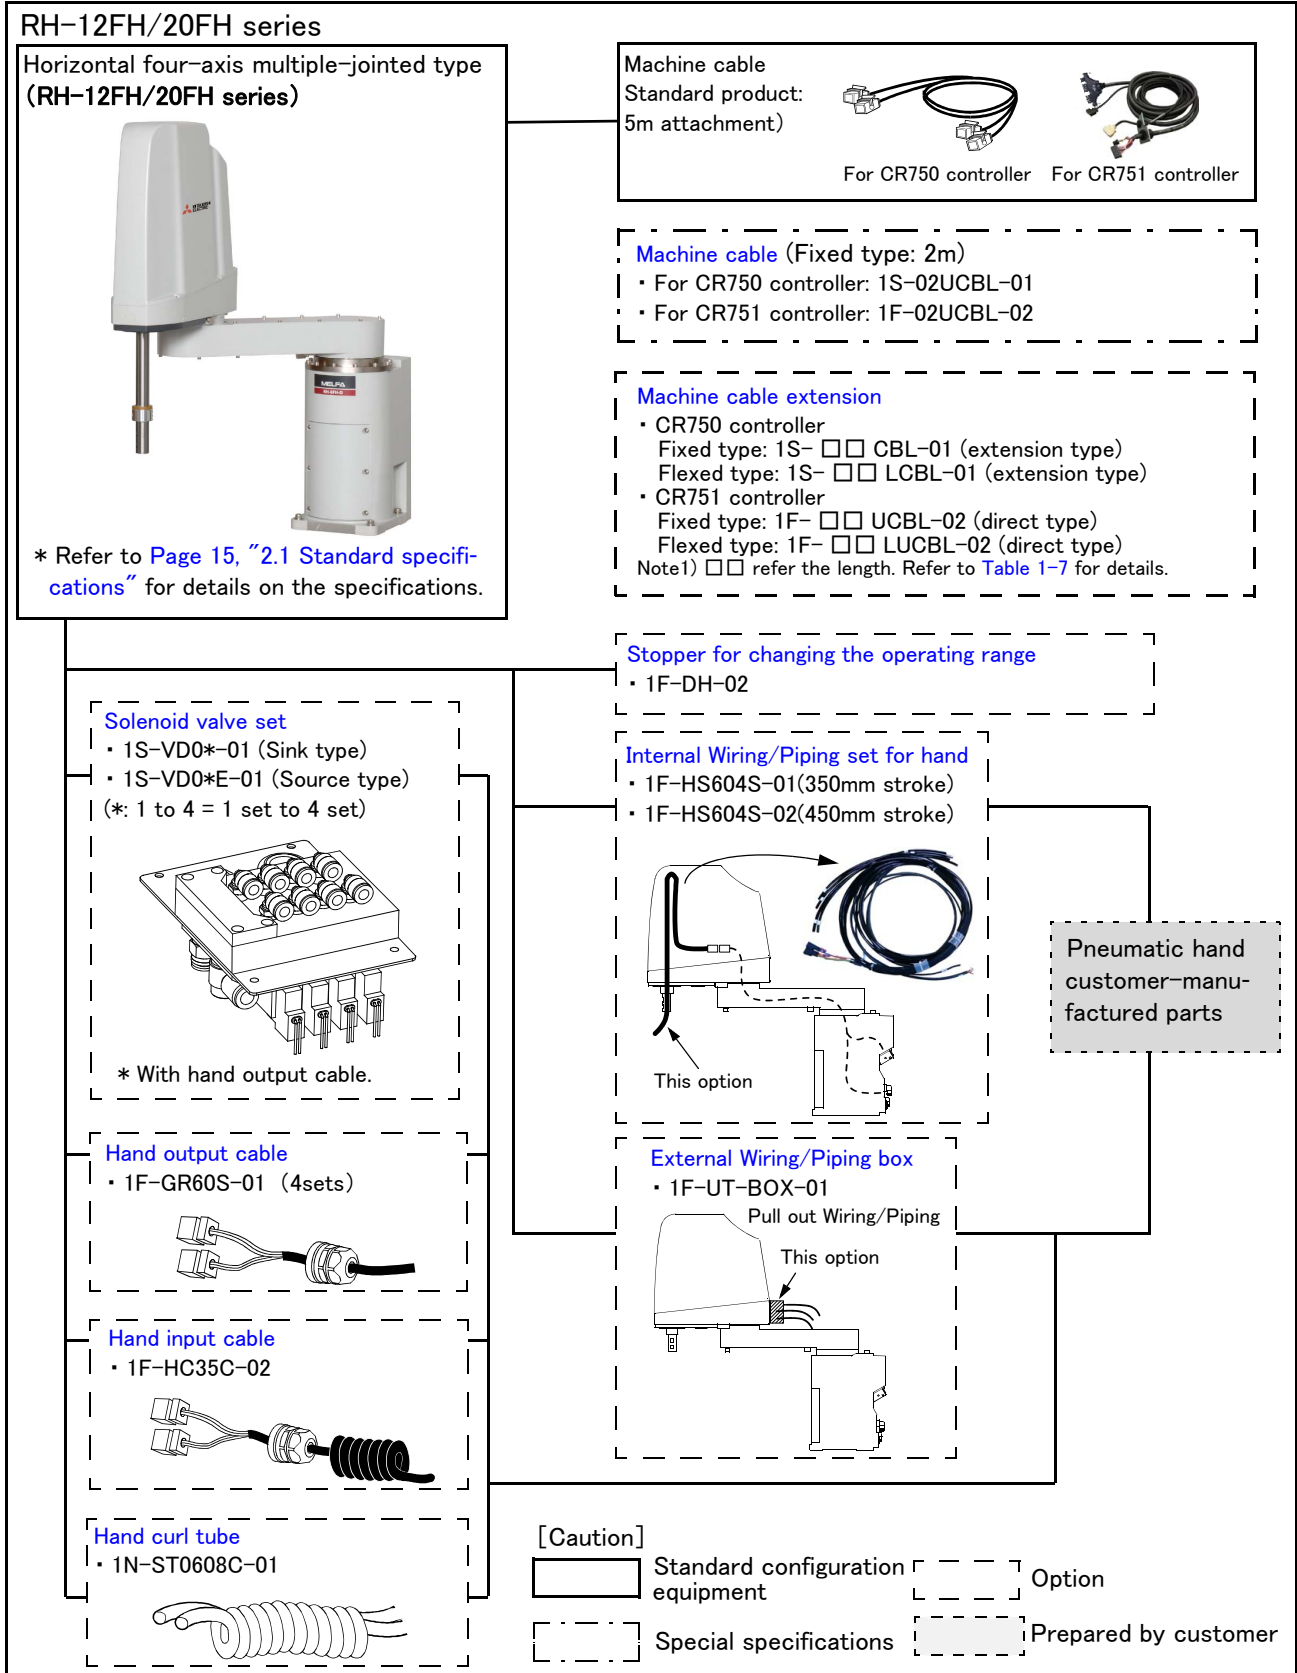 RH-12FH/20FH series
Horizontal four-axis multiple-jointed type
(RH-12FH/20FH series)
MITSUBISHI
ELECTRIC
MELFA
* Refer to Page 15, "2.1 Standard specifi-
cations" for details on the specifications.
Machine cable
Standard product:
5m attachment)
For CR750 controller
For CR751 controller
Machine cable (Fixed type: 2m)
・For CR750 controller: 1S-02UCBL-01
・For CR751 controller: 1F-02UCBL-02
Machine cable extension
・CR750 controller
Fixed type: 1S- □□ CBL-01 (extension type)
Flexed type: 1S- □□ LCBL-01 (extension type)
・CR751 controller
Fixed type: 1F- □□ UCBL-02 (direct type)
Flexed type: 1F- □□ LUCBL-02 (direct type)
Note1) □□ refer the length. Refer to Table 1-7 for details.
Stopper for changing the operating range
・1F-DH-02
Solenoid valve set
・1S-VD0*-01 (Sink type)
・1S-VD0*E-01 (Source type)
(*: 1 to 4 = 1 set to 4 set)
* With hand output cable.
Internal Wiring/Piping set for hand
・1F-HS604S-01(350mm stroke)
・1F-HS604S-02(450mm stroke)
This option
Pneumatic hand
customer-manu-
factured parts
Hand output cable
・1F-GR60S-01 (4sets)
External Wiring/Piping box
・1F-UT-BOX-01
Pull out Wiring/Piping
This option
Hand input cable
・1F-HC35C-02
Hand curl tube
・1N-ST0608C-01
[Caution]
Standard configuration
equipment
Option
Special specifications
Prepared by customer